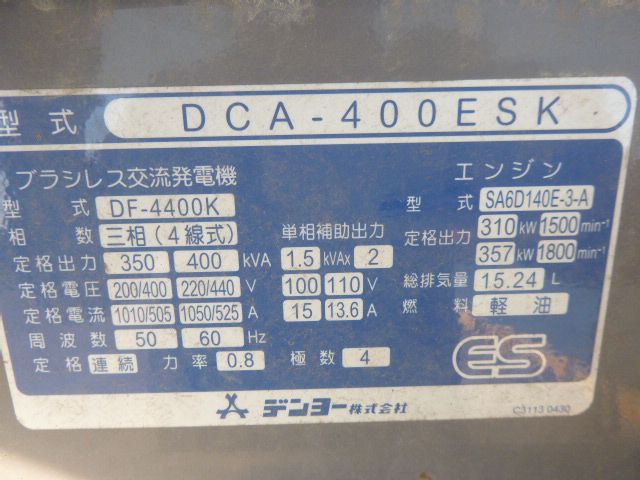 型式 DCA-400ESK
ブラシレス交流発電機
型式 DF-4400K
相数 三相(4線式)
定格出力 350 400 kVA
定格電圧 200/400 220/440 V
定格電流 1010/505 1050/525 A
周波数 50 60 Hz
定格 連続 力率 0.8 極数 4
単相補助出力
1.5 kVAx 2
100 110 V
15 13.6 A
エンジン
型式 SA6D140E-3-A
定格出力 310 kW 1500 min⁻¹
357 kW 1800 min⁻¹
総排気量 15.24 L
燃料 軽油
ES
デンヨー株式会社
C3113 0430